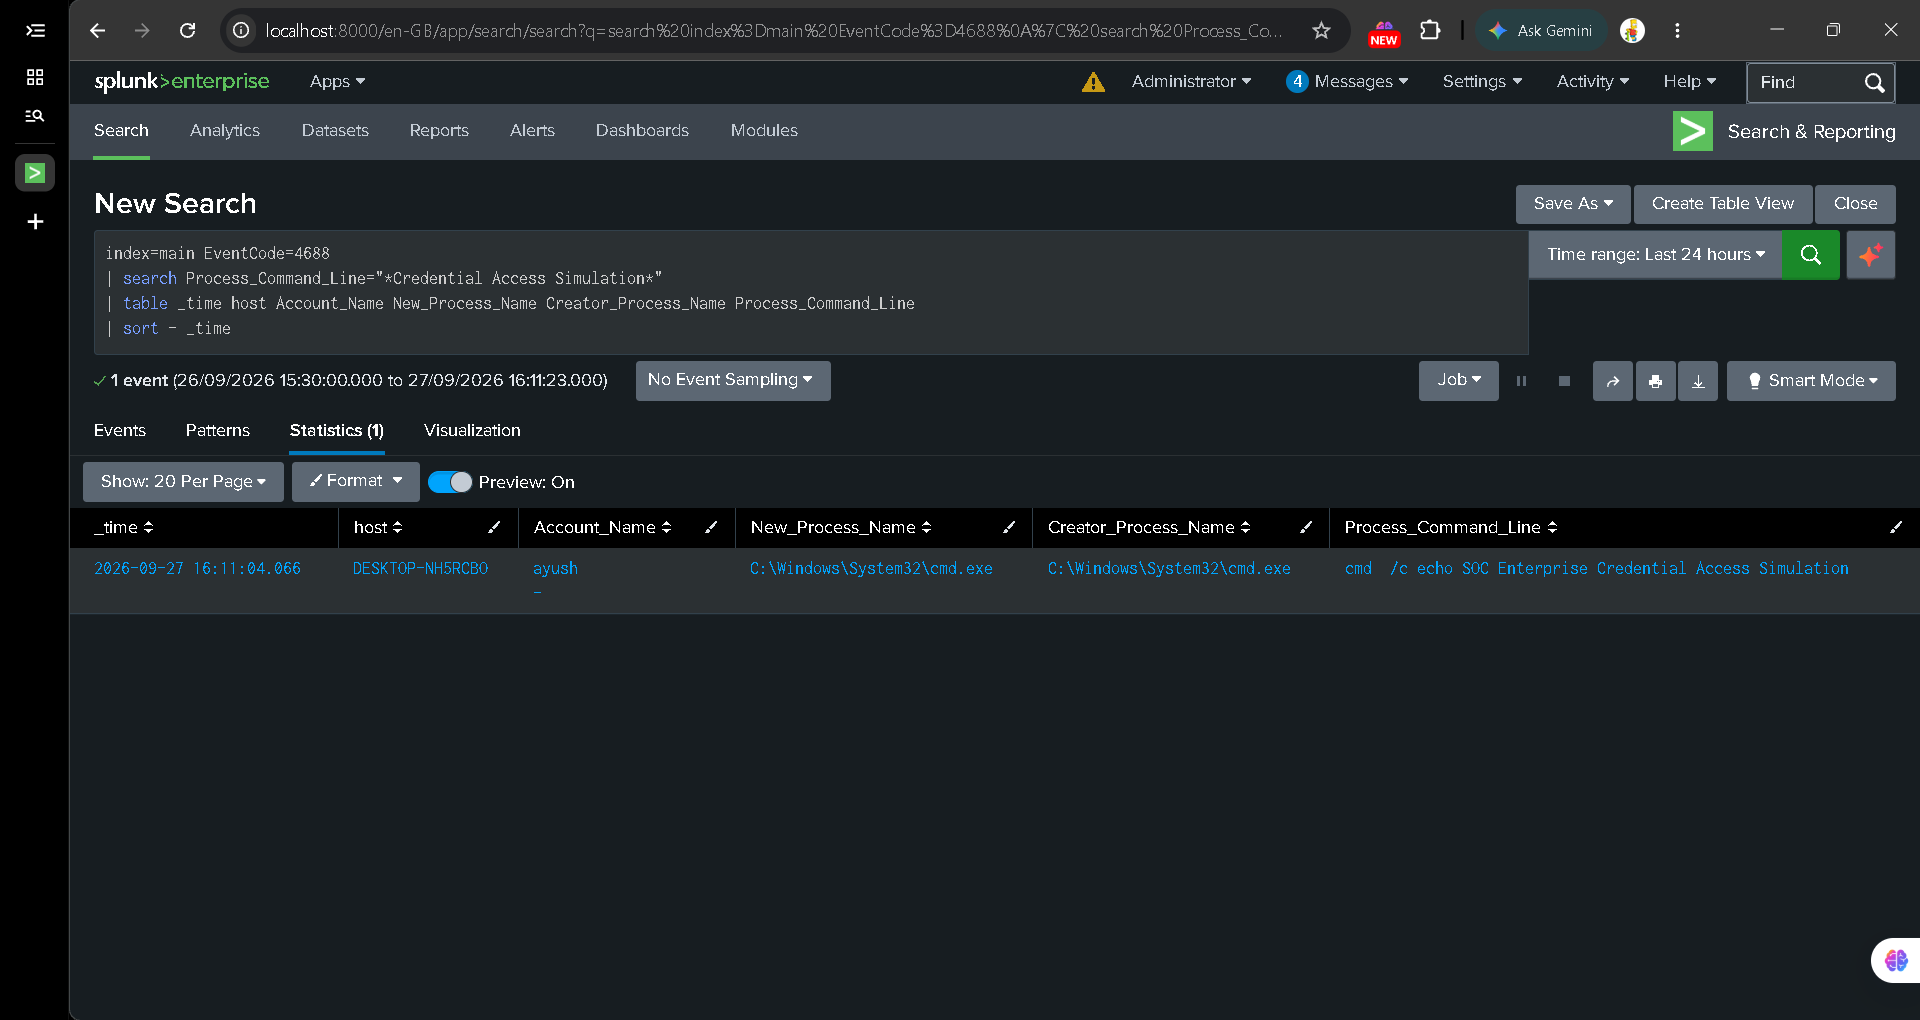 localhost:8000/en-GB/app/search/search?q=search%20index%3Dmain%20EventCode%3D4688%0A%7C%20search%20Process_Co...
NEW
Ask Gemini
splunk>enterprise
Apps
Administrator
4 Messages
Settings
Activity
Help
Find
Search
Analytics
Datasets
Reports
Alerts
Dashboards
Modules
Search & Reporting
New Search
Save As
Create Table View
Close
index=main EventCode=4688
| search Process_Command_Line="*Credential Access Simulation*"
| table _time host Account_Name New_Process_Name Creator_Process_Name Process_Command_Line
| sort - _time
Time range: Last 24 hours
1 event (26/09/2026 15:30:00.000 to 27/09/2026 16:11:23.000)
No Event Sampling
Job
Smart Mode
Events
Patterns
Statistics (1)
Visualization
Show: 20 Per Page
Format
Preview: On
_time
host
Account_Name
New_Process_Name
Creator_Process_Name
Process_Command_Line
2026-09-27 16:11:04.066
DESKTOP-NH5RCBO
ayush
-
C:\Windows\System32\cmd.exe
C:\Windows\System32\cmd.exe
cmd  /c echo SOC Enterprise Credential Access Simulation